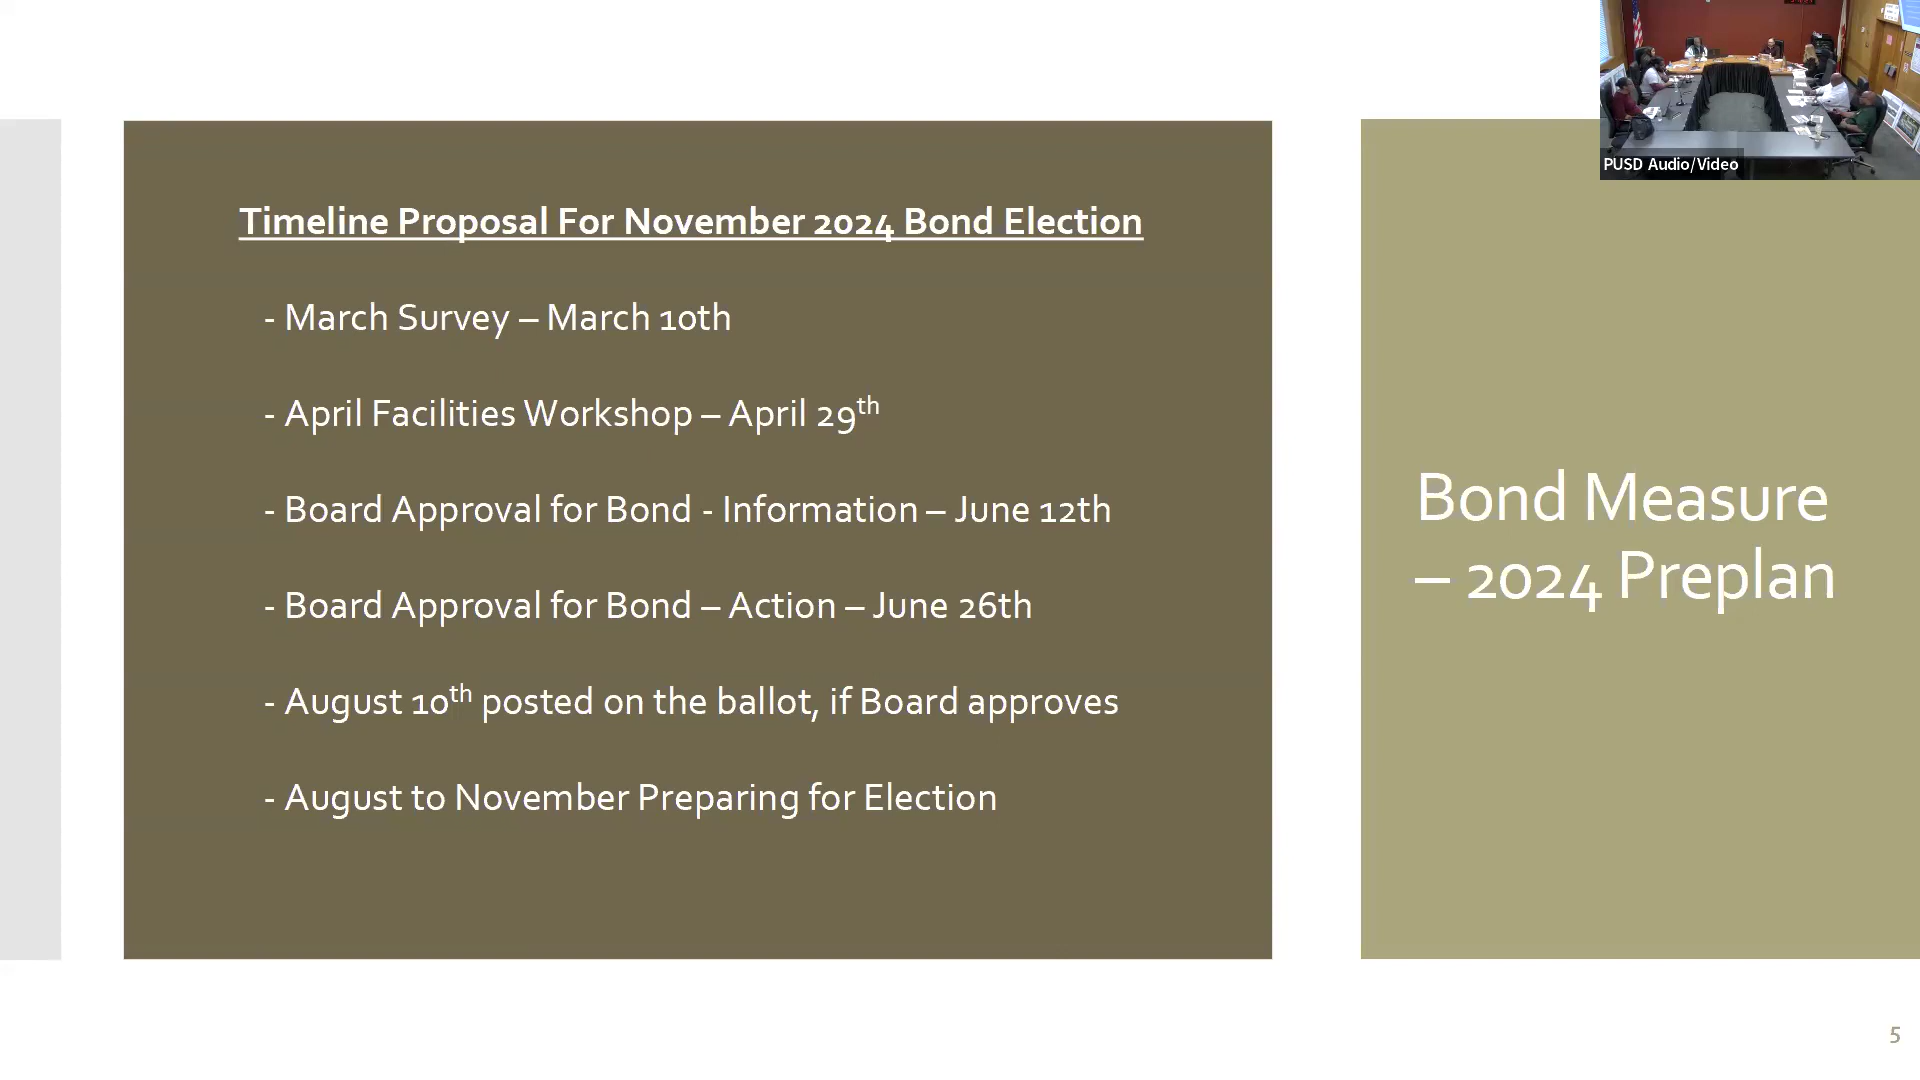 PUSD Audio/Video
Timeline Proposal For November 2024 Bond Election
- March Survey – March 10th
- April Facilities Workshop – April 29th
- Board Approval for Bond - Information – June 12th
- Board Approval for Bond – Action – June 26th
- August 10th posted on the ballot, if Board approves
- August to November Preparing for Election
Bond Measure
– 2024 Preplan
5